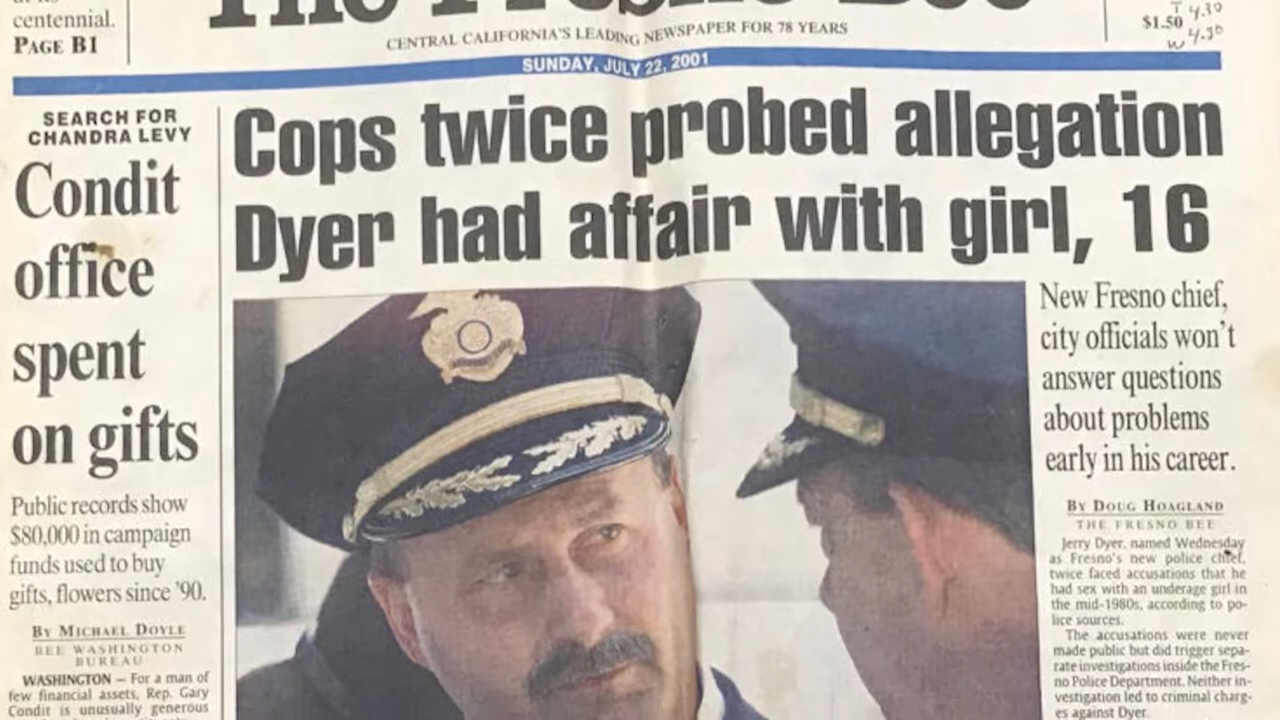 centennial.
PAGE B1
The Fresno Bee
CENTRAL CALIFORNIA'S LEADING NEWSPAPER FOR 78 YEARS
$1.50
T 4.30
W 4.30
SUNDAY, JULY 22, 2001
SEARCH FOR
CHANDRA LEVY
Condit
office
spent
on gifts
Public records show
$80,000 in campaign
funds used to buy
gifts, flowers since '90.
BY MICHAEL DOYLE
BEE WASHINGTON
BUREAU
WASHINGTON — For a man of
few financial assets, Rep. Gary
Condit is unusually generous
Cops twice probed allegation
Dyer had affair with girl, 16
New Fresno chief,
city officials won't
answer questions
about problems
early in his career.
BY DOUG HOAGLAND
THE FRESNO BEE
Jerry Dyer, named Wednesday
as Fresno's new police chief,
twice faced accusations that he
had sex with an underage girl in
the mid-1980s, according to po-
lice sources.
The accusations were never
made public but did trigger sepa-
rate investigations inside the Fres-
no Police Department. Neither in-
vestigation led to criminal charg-
es against Dyer.